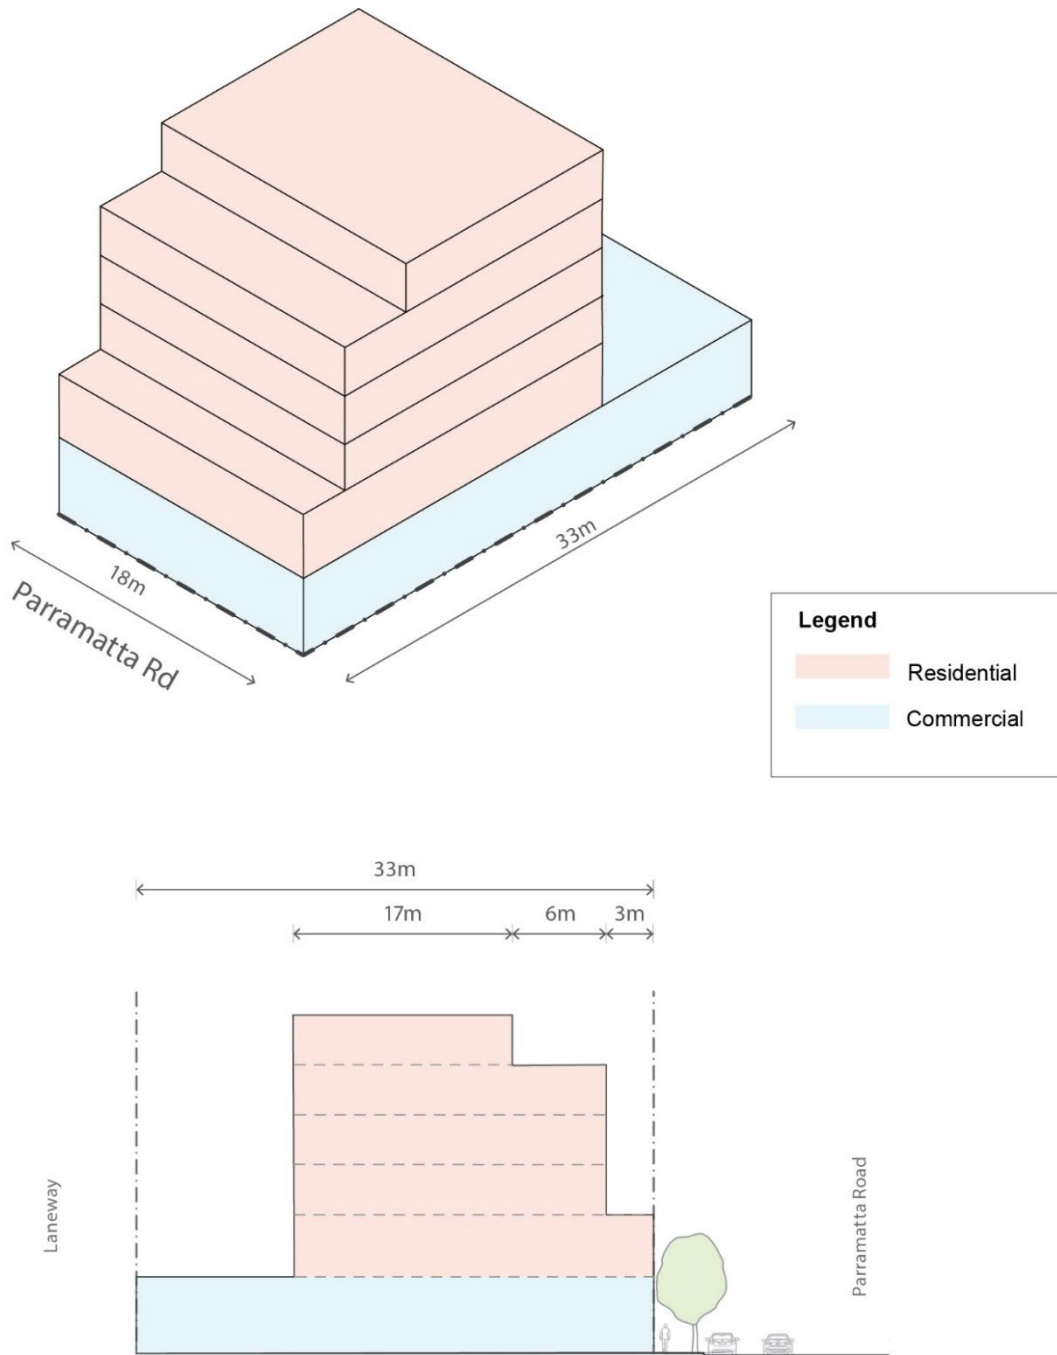 18m
Parramatta Rd
33m
Legend
Residential
Commercial
33m
17m
6m
3m
Laneway
Parramatta Road